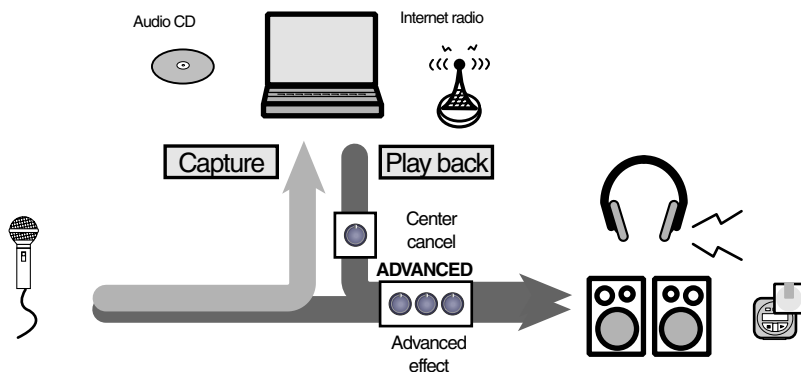 Audio CD
Internet radio
Capture
Play back
Center
cancel
ADVANCED
Advanced
effect